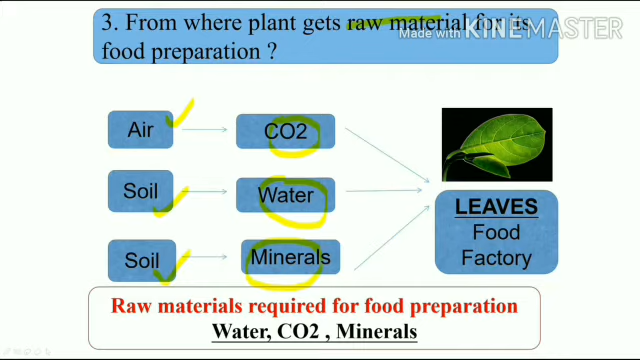 3. From where plant gets raw material for its
food preparation ?
Made with KINEMASTER
Air
CO2
Soil
Water
Soil
Minerals
LEAVES
Food
Factory
Raw materials required for food preparation
Water, CO2 , Minerals